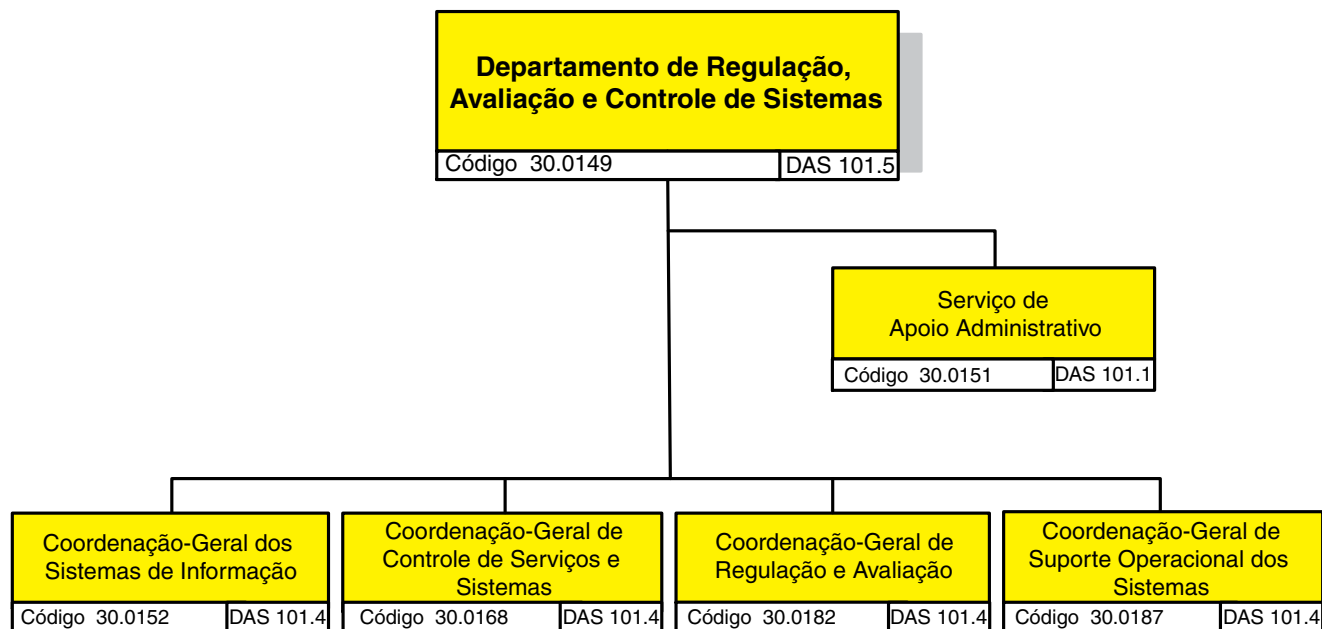 Departamento de Regulação,
Avaliação e Controle de Sistemas
Código 30.0149 DAS 101.5
Serviço de
Apoio Administrativo
Código 30.0151 DAS 101.1
Coordenação-Geral dos
Sistemas de Informação
Código 30.0152 DAS 101.4
Coordenação-Geral de
Controle de Serviços e
Sistemas
Código 30.0168 DAS 101.4
Coordenação-Geral de
Regulação e Avaliação
Código 30.0182 DAS 101.4
Coordenação-Geral de
Suporte Operacional dos
Sistemas
Código 30.0187 DAS 101.4